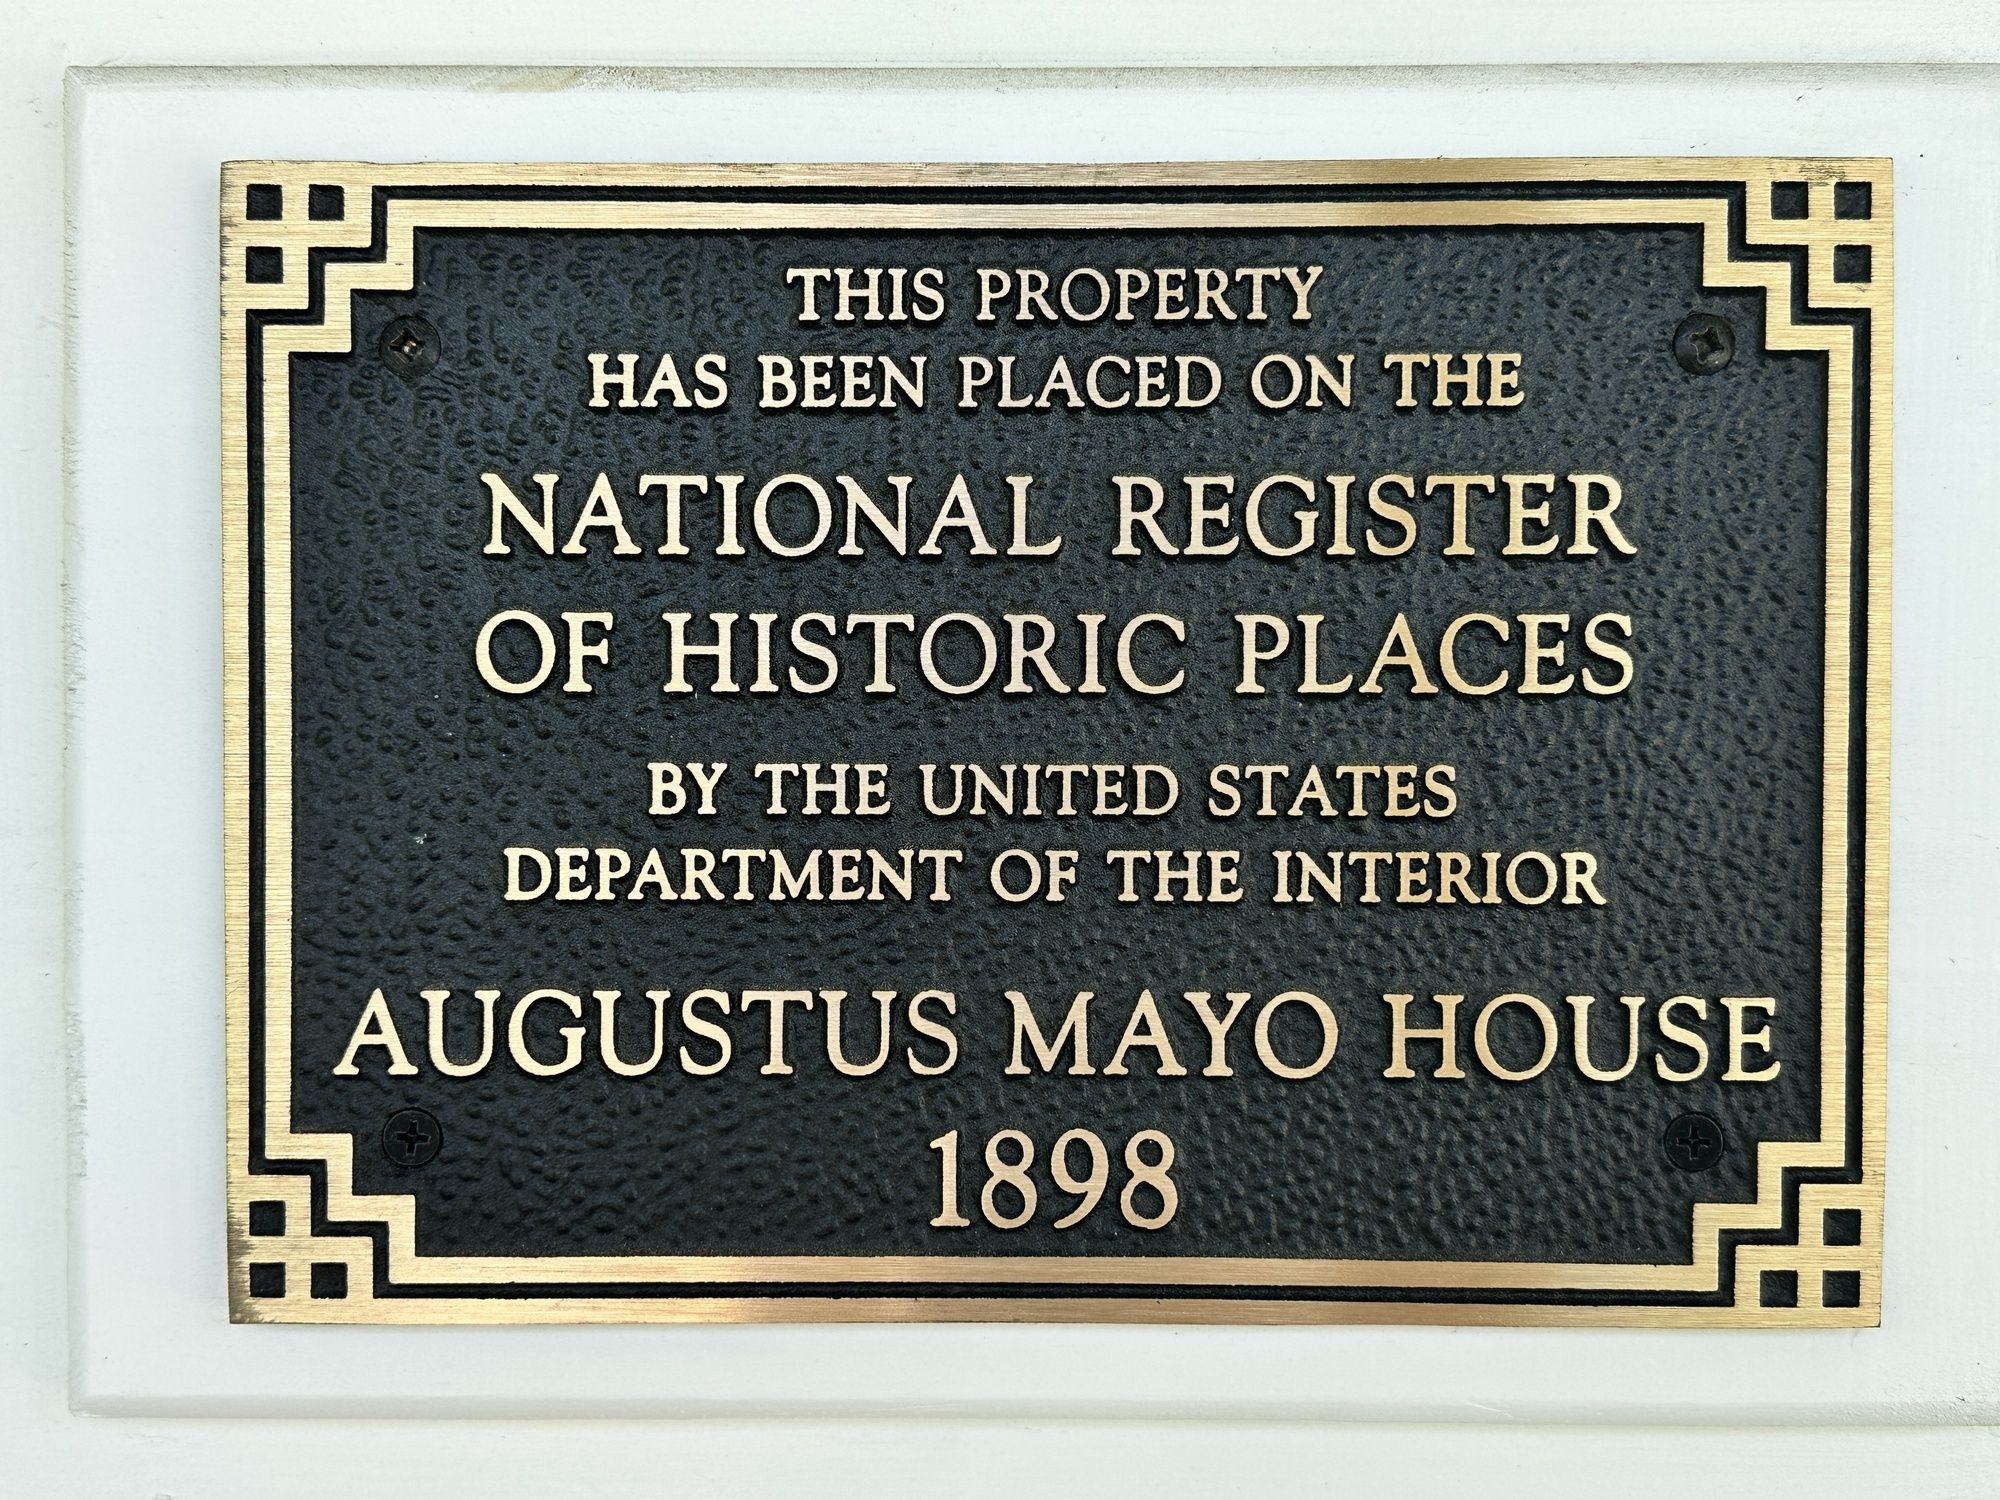 THIS PROPERTY
HAS BEEN PLACED ON THE
NATIONAL REGISTER
OF HISTORIC PLACES
BY THE UNITED STATES
DEPARTMENT OF THE INTERIOR
AUGUSTUS MAYO HOUSE
1898